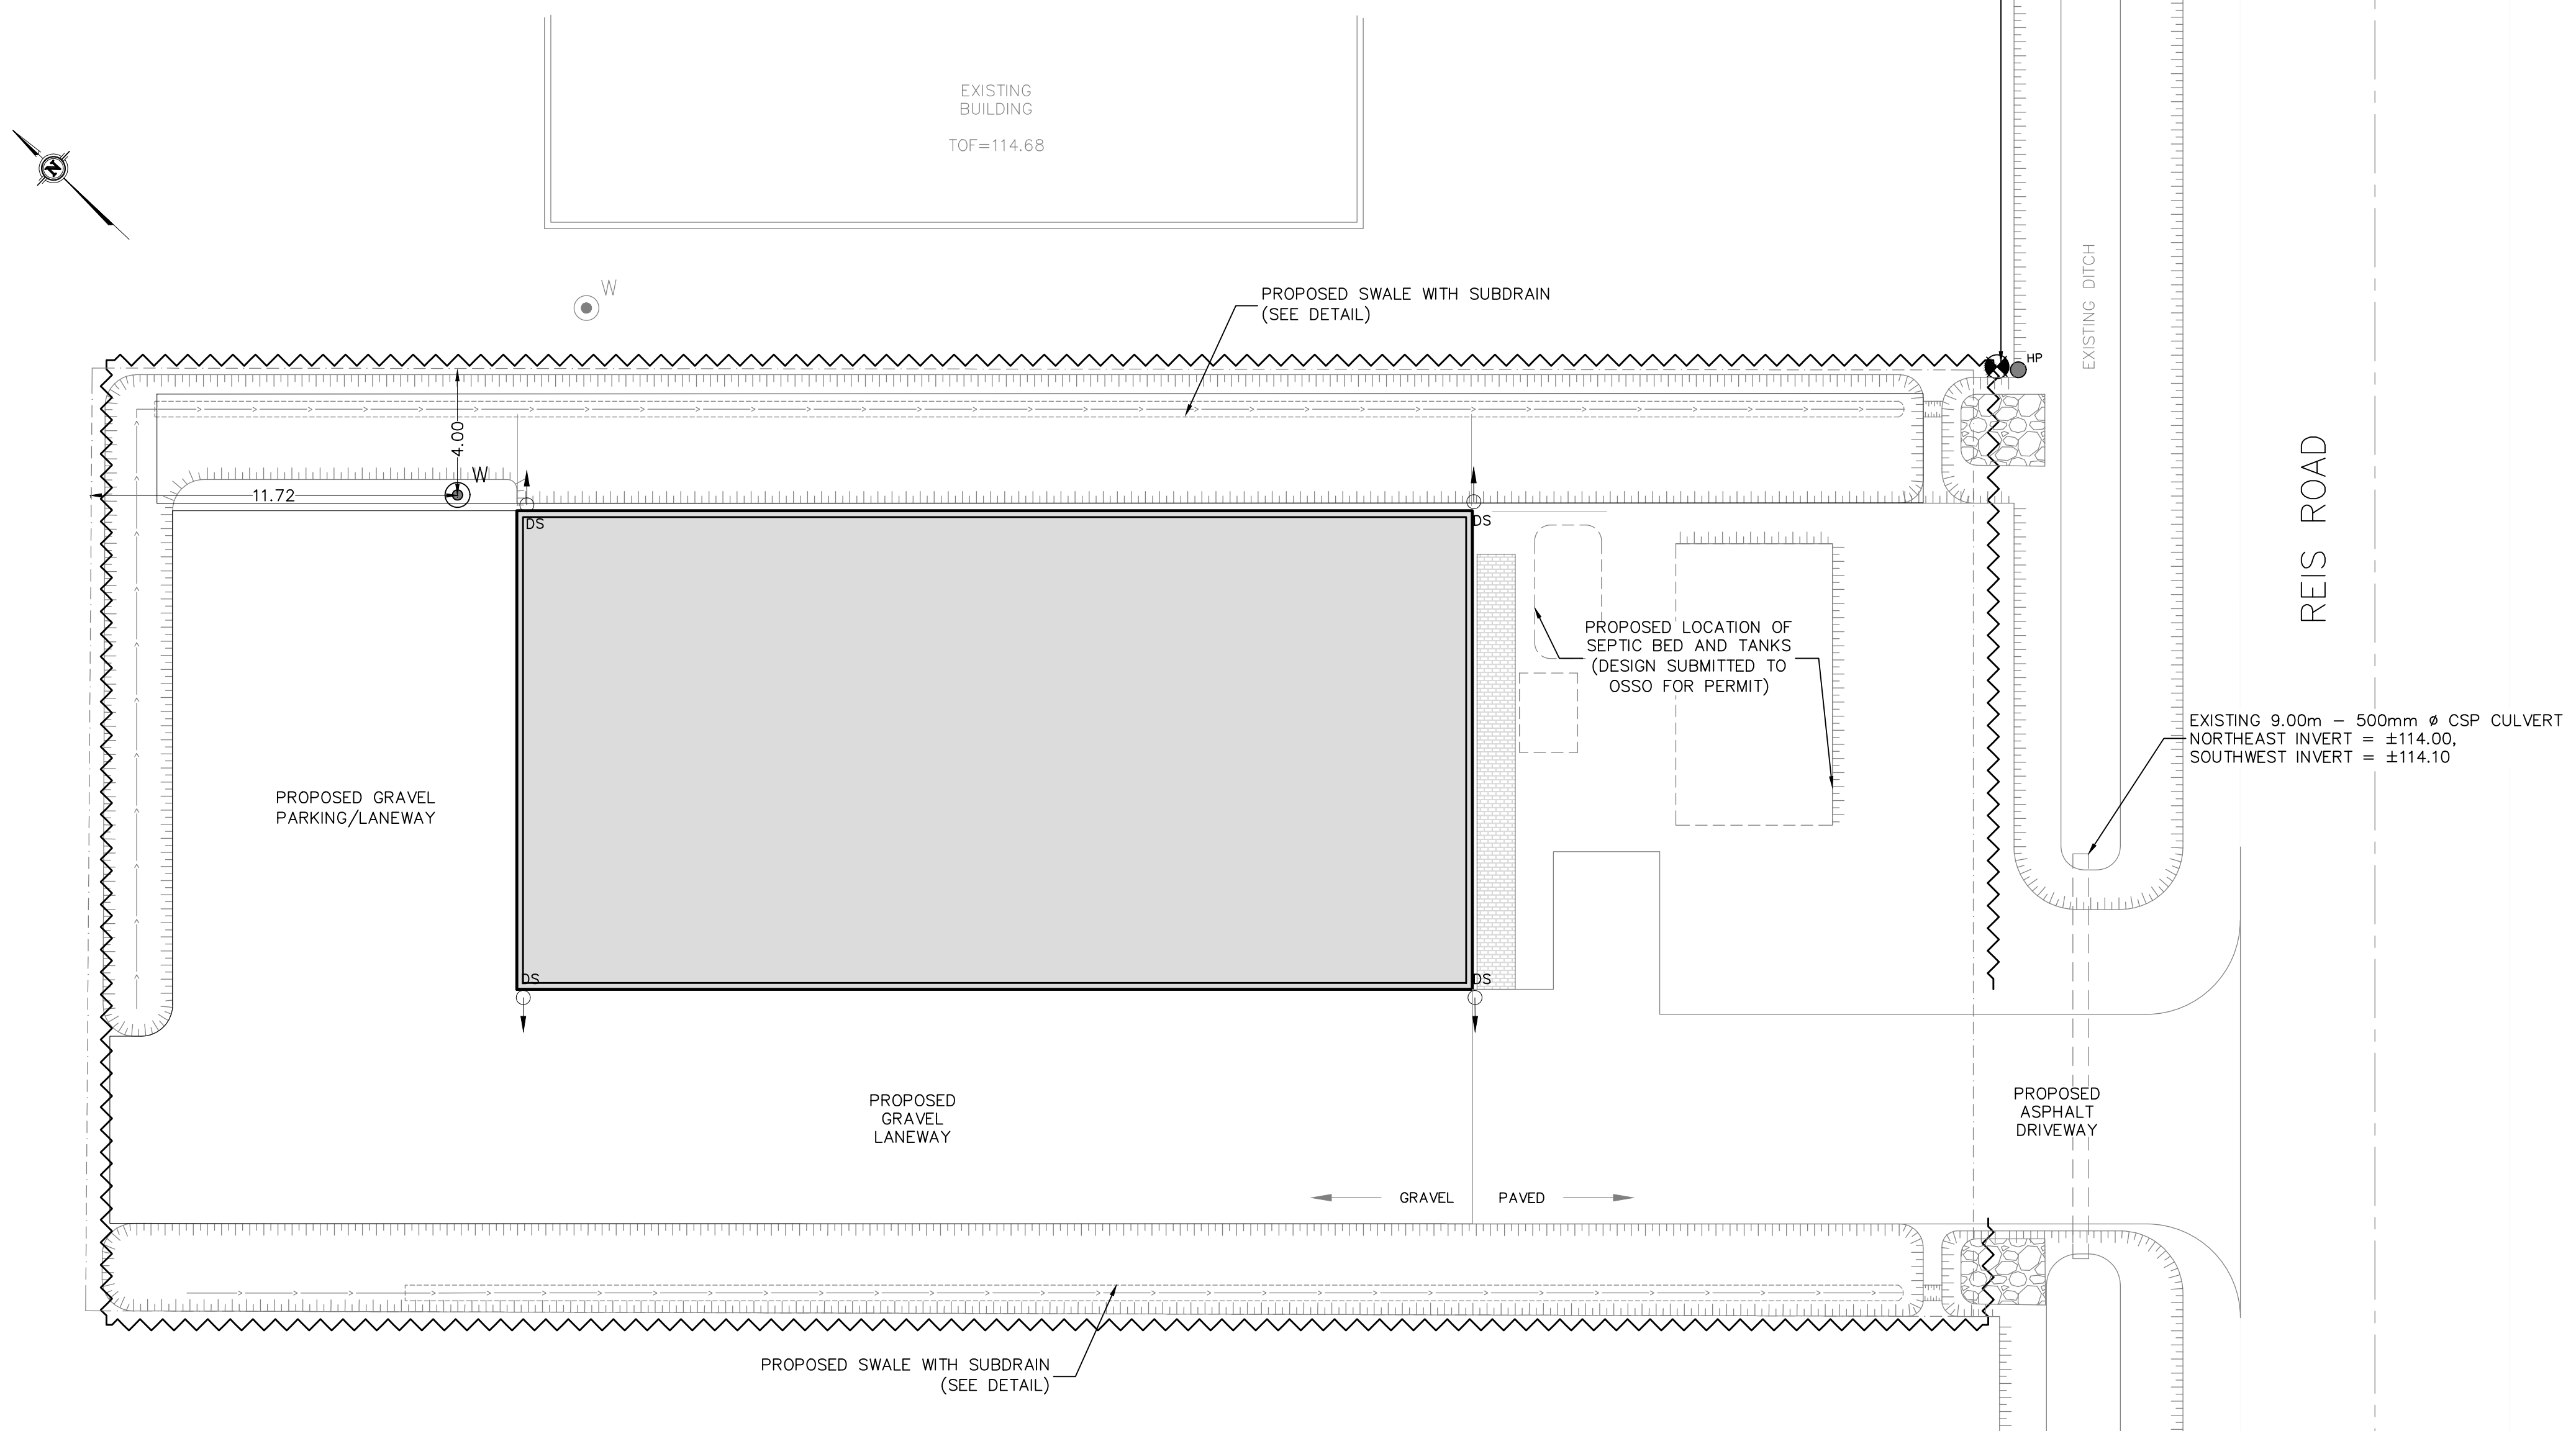 EXISTING
BUILDING
TOF=114.68
N
W
PROPOSED SWALE WITH SUBDRAIN
(SEE DETAIL)
HP
EXISTING DITCH
REIS ROAD
4.00
W
11.72
DS
DS
PROPOSED LOCATION OF
SEPTIC BED AND TANKS
(DESIGN SUBMITTED TO
OSSO FOR PERMIT)
EXISTING 9.00m – 500mm ø CSP CULVERT
NORTHEAST INVERT = ±114.00,
SOUTHWEST INVERT = ±114.10
PROPOSED GRAVEL
PARKING/LANEWAY
DS
DS
PROPOSED
GRAVEL
LANEWAY
PROPOSED
ASPHALT
DRIVEWAY
GRAVEL
PAVED
PROPOSED SWALE WITH SUBDRAIN
(SEE DETAIL)